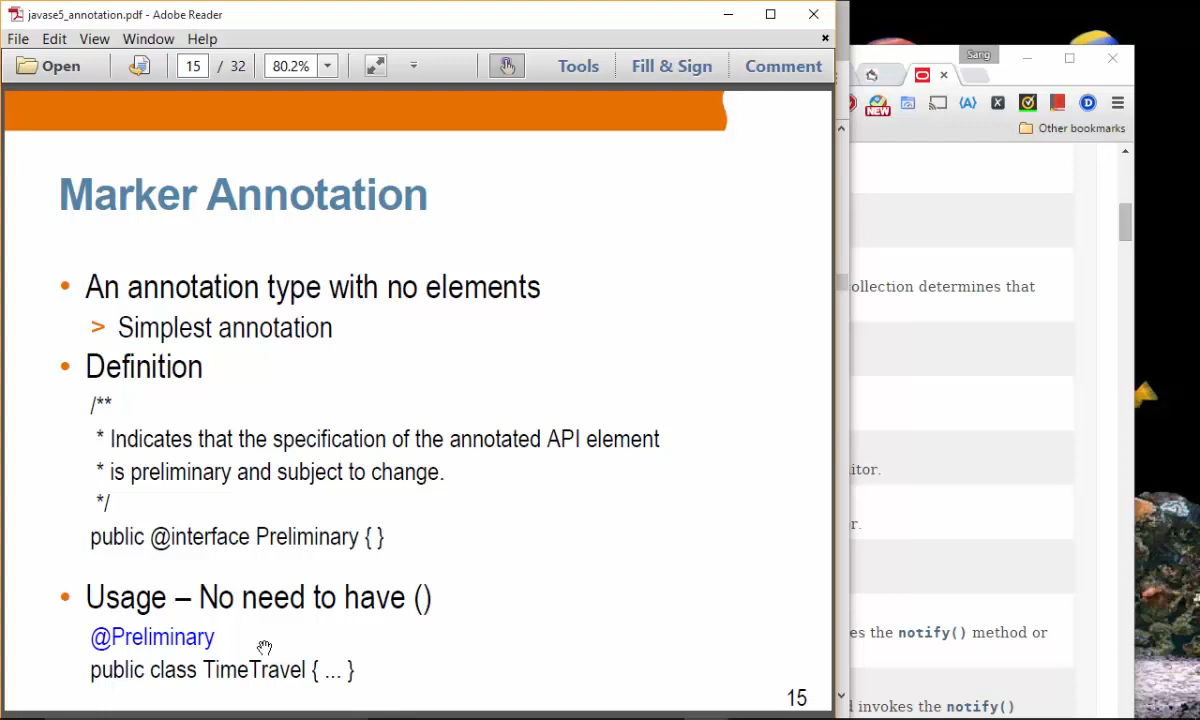 javase5_annotation.pdf - Adobe Reader
File Edit View Window Help
Open 15 / 32 80.2% Tools Fill & Sign Comment
Marker Annotation
• An annotation type with no elements
> Simplest annotation
• Definition
/**
* Indicates that the specification of the annotated API element
* is preliminary and subject to change.
*/
public @interface Preliminary { }
• Usage – No need to have ()
@Preliminary
public class TimeTravel { ... }
15
Sang
NEW
Other bookmarks
ollection determines that
itor.
r.
es the notify() method or
invokes the notify()